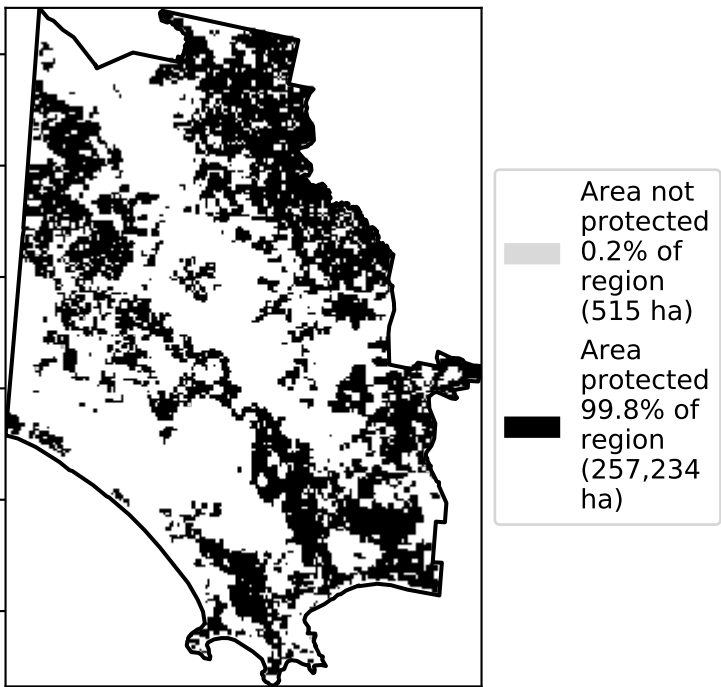 Area not
protected
0.2% of
region
(515 ha)
Area
protected
99.8% of
region
(257,234
ha)